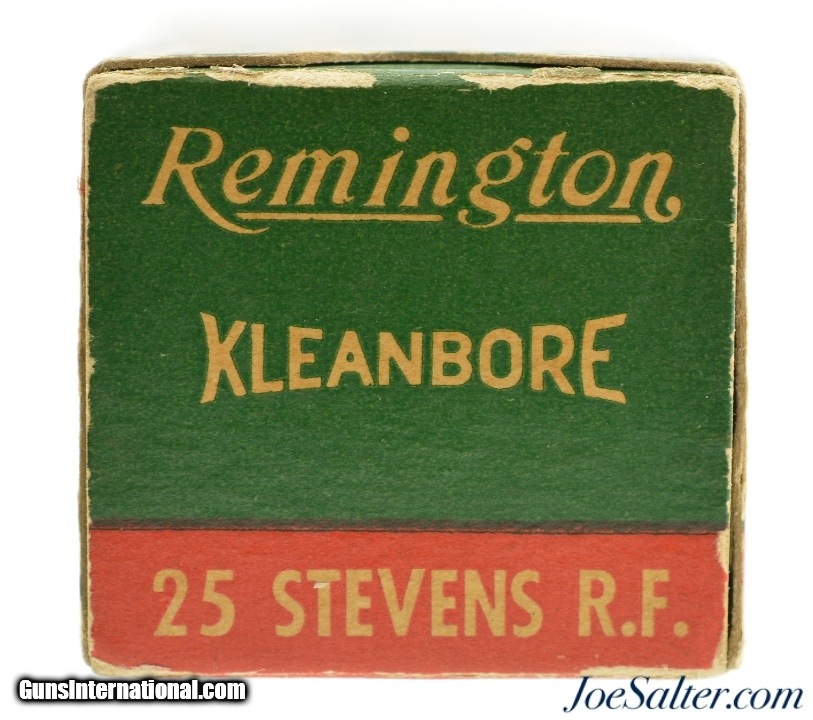 Remington
KLEANBORE
25 STEVENS R.F.
GunsInternational.com
JoeSalter.com